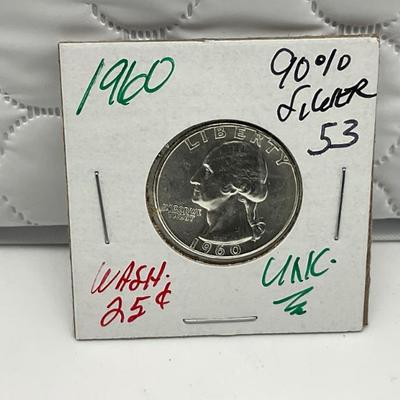 1960
90%
SILVER
53
LIBERTY
IN GOD WE
TRUST
1960
WASH.
25¢
UNC.